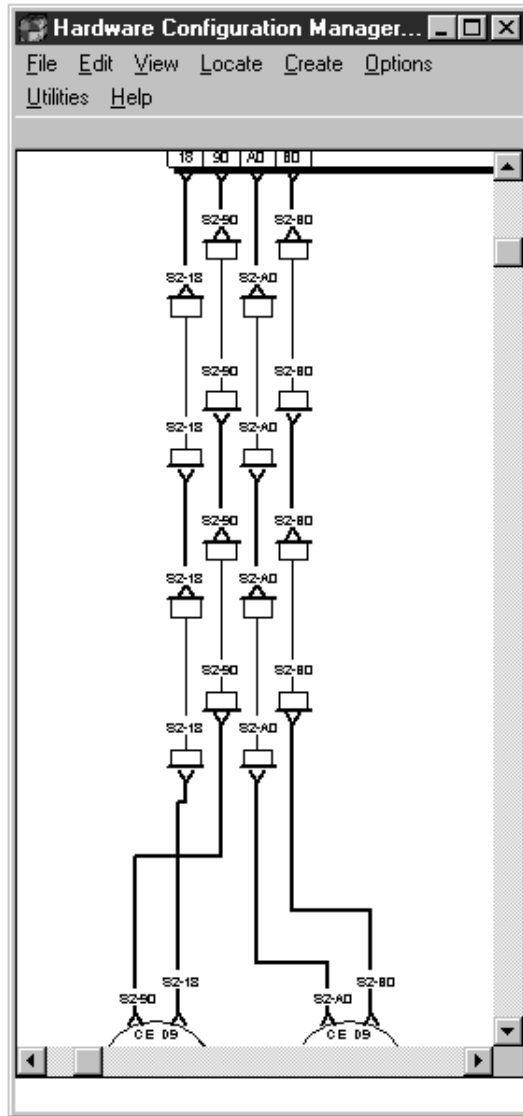 Hardware Configuration Manager...
File Edit View Locate Create Options
Utilities Help
18 90 A0 B0
S2-90 S2-B0
S2-18 S2-A0
S2-90 S2-B0
S2-18 S2-A0
S2-90 S2-B0
S2-18 S2-A0
S2-90 S2-B0
S2-18 S2-A0
S2-18 S2-B0
S2-90 S2-A0
CE D9 CE D9